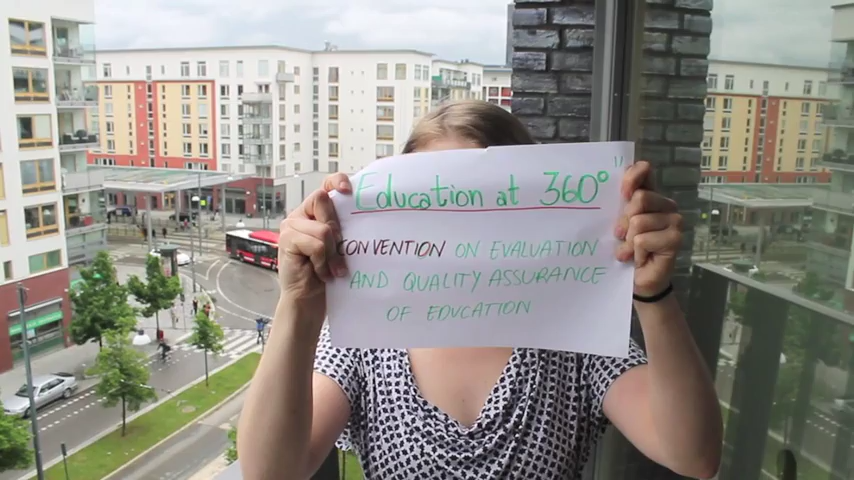 Education at 360°"
CONVENTION ON EVALUATION
AND QUALITY ASSURANCE
OF EDUCATION